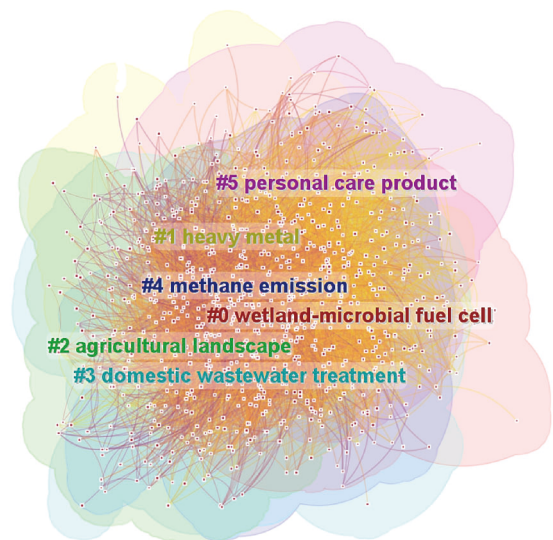 #5 personal care product
#1 heavy metal
#4 methane emission
#0 wetland-microbial fuel cell
#2 agricultural landscape
#3 domestic wastewater treatment